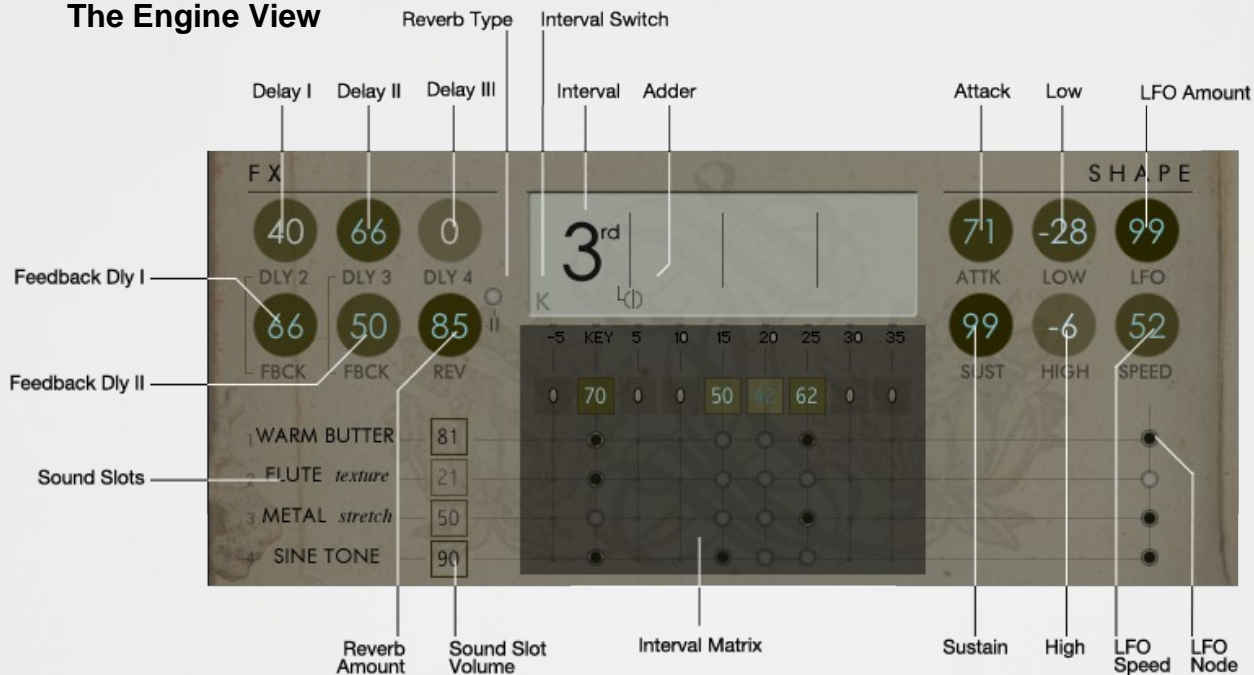 The Engine View
Reverb Type Interval Switch
Delay I Delay II Delay III Interval Adder Attack Low LFO Amount
FX SHAPE
40 66 0 3rd 71 -28 99
Feedback Dly I DLY 2 DLY 3 DLY 4 K ATTK LOW LFO
66 50 85 II 99 -6 52
-5 KEY 5 10 15 20 25 30 35
Feedback Dly II FBCK FBCK REV SUST HIGH SPEED
0 70 0 0 50 42 62 0 0
1 WARM BUTTER 81
Sound Slots 2 FLUTE texture 21
3 METAL stretch 50
4 SINE TONE 90
Reverb Amount Sound Slot Volume Interval Matrix Sustain High LFO Speed LFO Node